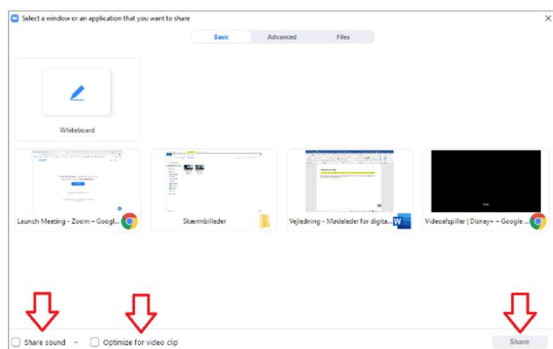 Select a window or an application that you want to share
Basic Advanced Files
Whiteboard
Launch Meeting - Zoom – Googl...
Skærmbilleder
Vejledning - Mødeleder for digita...
Videoafspiller | Disney+ – Google ...
Share sound
Optimize for video clip
Share